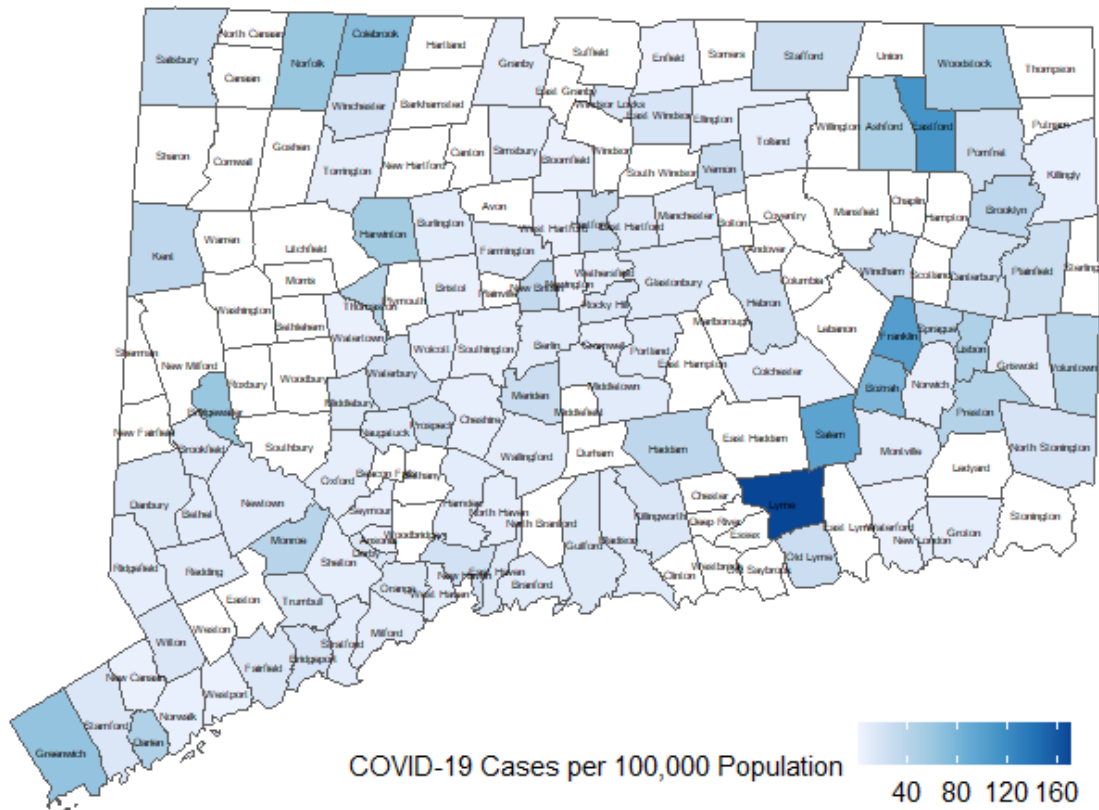 North Canaan
Colebrook
Hartland
Suffield
Enfield
Somers
Stafford
Union
Woodstock
Thompson
Salisbury
Canaan
Norfolk
Granby
East Granby
Windsor Locks
East Windsor
Ellington
Winchester
Barkhamsted
Willington
Ashford
Eastford
Putnam
Pomfret
Sharon
Cornwall
Goshen
Torrington
New Hartford
Canton
Simsbury
Bloomfield
Windsor
South Windsor
Vernon
Tolland
Killingly
Kent
Warren
Litchfield
Harwinton
Burlington
Avon
West Hartford
Hartford
East Hartford
Manchester
Bolton
Coventry
Mansfield
Chaplin
Hampton
Brooklyn
Morris
Farmington
Andover
Columbia
Windham
Scotland
Canterbury
Plainfield
Sterling
Washington
Bethlehem
Thomaston
Plymouth
Bristol
Plainville
New Britain
Newington
Wethersfield
Rocky Hill
Glastonbury
Hebron
Marlborough
Lebanon
Franklin
Sprague
Lisbon
Griswold
Voluntown
Sherman
New Milford
Roxbury
Woodbury
Watertown
Wolcott
Southington
Berlin
Cromwell
Portland
East Hampton
Colchester
Bozrah
Norwich
Preston
Bridgewater
Middlebury
Waterbury
Cheshire
Meriden
Middletown
Middlefield
New Fairfield
Brookfield
Southbury
Naugatuck
Prospect
Wallingford
Durham
Haddam
East Haddam
Salem
Montville
Ledyard
North Stonington
Danbury
Bethel
Newtown
Oxford
Beacon Falls
Bethany
Seymour
Hamden
North Haven
North Branford
Guilford
Madison
Killingworth
Chester
Deep River
Essex
Lyme
East Lyme
Waterford
New London
Groton
Stonington
Ridgefield
Redding
Monroe
Shelton
Ansonia
Derby
Woodbridge
New Haven
East Haven
West Haven
Branford
Clinton
Westbrook
Old Saybrook
Old Lyme
Easton
Trumbull
Orange
Milford
Stratford
Bridgeport
Fairfield
Weston
Wilton
New Canaan
Westport
Norwalk
Darien
Stamford
Greenwich
COVID-19 Cases per 100,000 Population
40 80 120 160